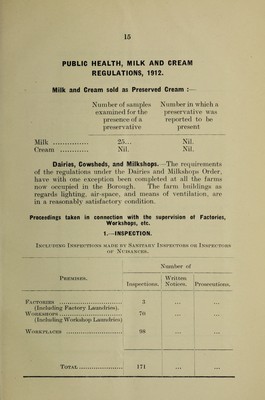 15
PUBLIC HEALTH, MILK AND CREAM
REGULATIONS, 1912.
Milk and Cream sold as Preserved Cream :—
Number of samples Number in which a
examined for the preservative was
presence of a reported to be
preservative present
Milk ............... 25... Nil.
Cream ............ Nil. Nil.
Dairies, Cowsheds, and Milkshops.—The requirements
of the regulations under the Dairies and Milkshops Order,
have with one exception been completed at all the farms
now occupied in the Borough. The farm buildings as
regards lighting, air-space, and means of ventilation, are
in a reasonably satisfactory condition.
Proceedings taken in connection with the supervision of Factories,
Workshops, etc.
1.—INSPECTION.
Including Inspections made by Sanitary Inspectors or Inspectors
of Nuisances.
Number of
Premises. Inspections. Written Notices. Prosecutions.
Factories ........................ 3 ... ...
(Including Factory Laundries).
Workshops ........................ 70 ... ...
(Including Workshop Laundries)
Workplaces ........................ 98 ... ...
Total ................. 171 ... ...